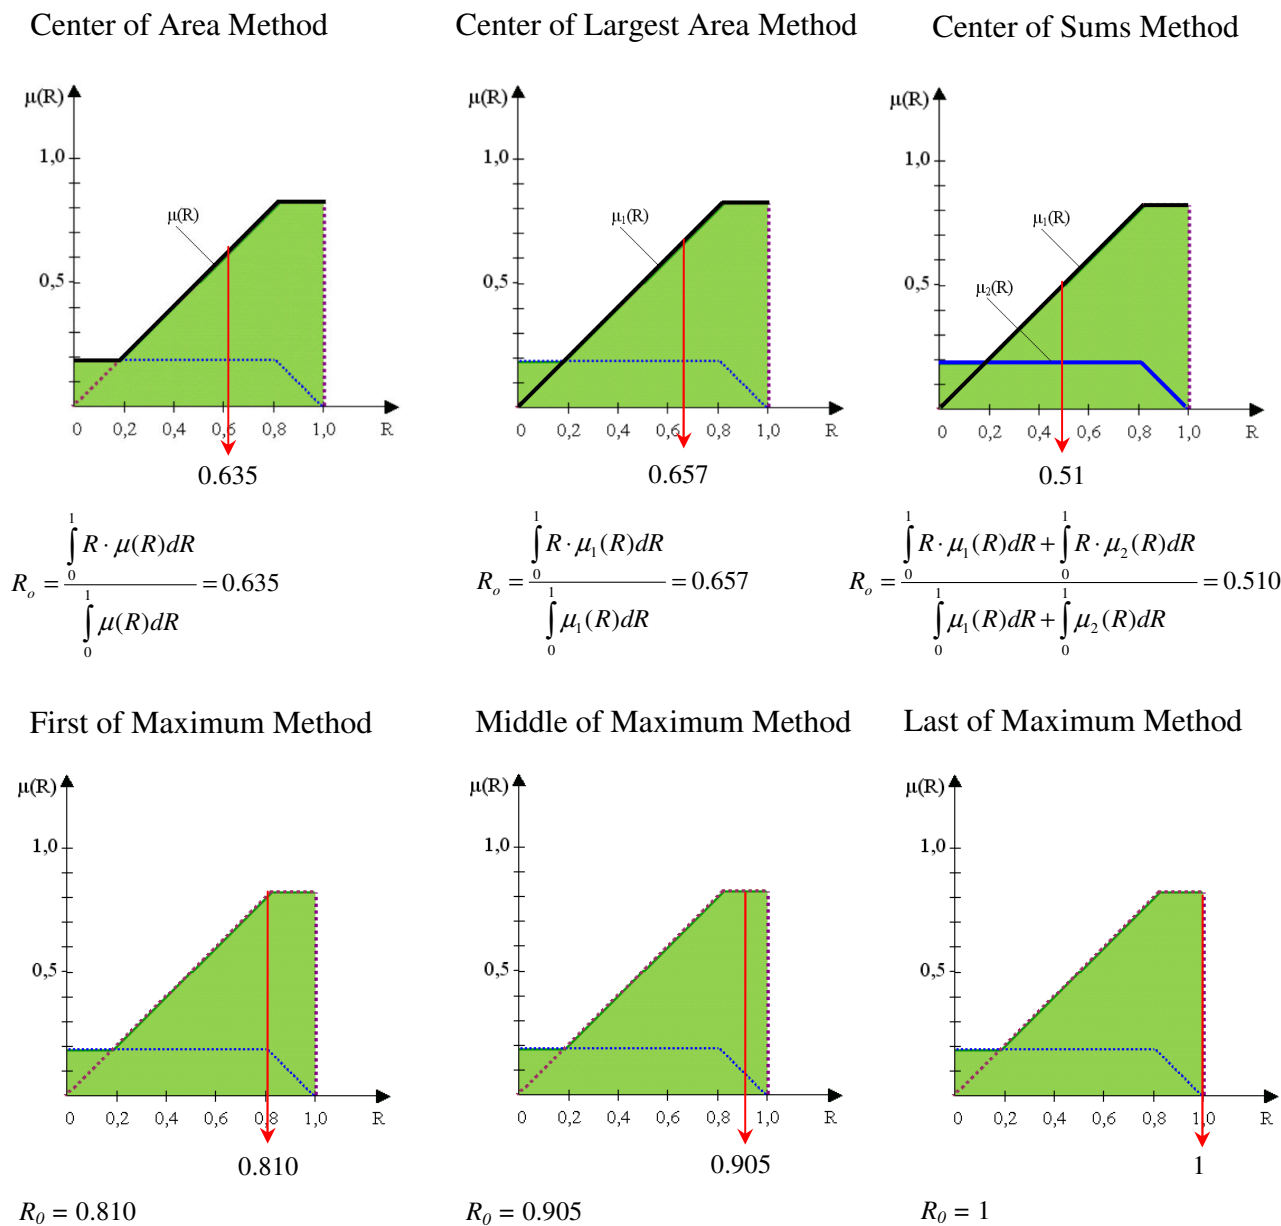 Center of Area Method
Center of Largest Area Method
Center of Sums Method
μ(R)
1,0
μ(R)
0,5
0 0,2 0,4 0,6 0,8 1,0 R
0.635
μ(R)
1,0
μ₁(R)
0,5
0 0,2 0,4 0,6 0,8 1,0 R
0.657
μ(R)
1,0
μ₁(R)
0,5
μ₂(R)
0 0,2 0,4 0,6 0,8 1,0 R
0.51
R₀ = ∫₀¹ R · μ(R)dR / ∫₀¹ μ(R)dR = 0.635
R₀ = ∫₀¹ R · μ₁(R)dR / ∫₀¹ μ₁(R)dR = 0.657
R₀ = (∫₀¹ R · μ₁(R)dR + ∫₀¹ R · μ₂(R)dR) / (∫₀¹ μ₁(R)dR + ∫₀¹ μ₂(R)dR) = 0.510
First of Maximum Method
Middle of Maximum Method
Last of Maximum Method
μ(R)
1,0
0,5
0 0,2 0,4 0,6 0,8 1,0 R
0.810
R₀ = 0.810
μ(R)
1,0
0,5
0 0,2 0,4 0,6 0,8 1,0 R
0.905
R₀ = 0.905
μ(R)
1,0
0,5
0 0,2 0,4 0,6 0,8 1,0 R
1
R₀ = 1